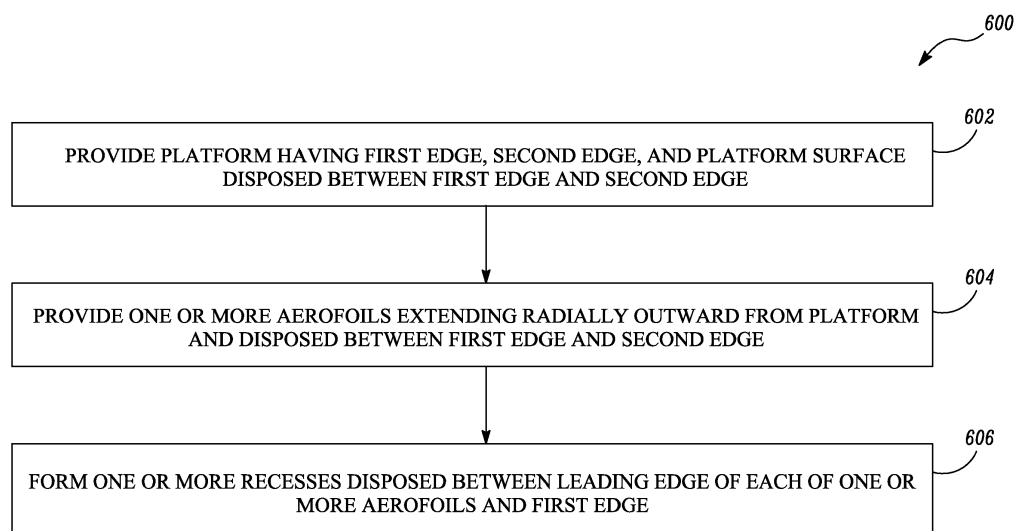 600
602
PROVIDE PLATFORM HAVING FIRST EDGE, SECOND EDGE, AND PLATFORM SURFACE
DISPOSED BETWEEN FIRST EDGE AND SECOND EDGE
604
PROVIDE ONE OR MORE AEROFOILS EXTENDING RADIALLY OUTWARD FROM PLATFORM
AND DISPOSED BETWEEN FIRST EDGE AND SECOND EDGE
606
FORM ONE OR MORE RECESSES DISPOSED BETWEEN LEADING EDGE OF EACH OF ONE OR
MORE AEROFOILS AND FIRST EDGE